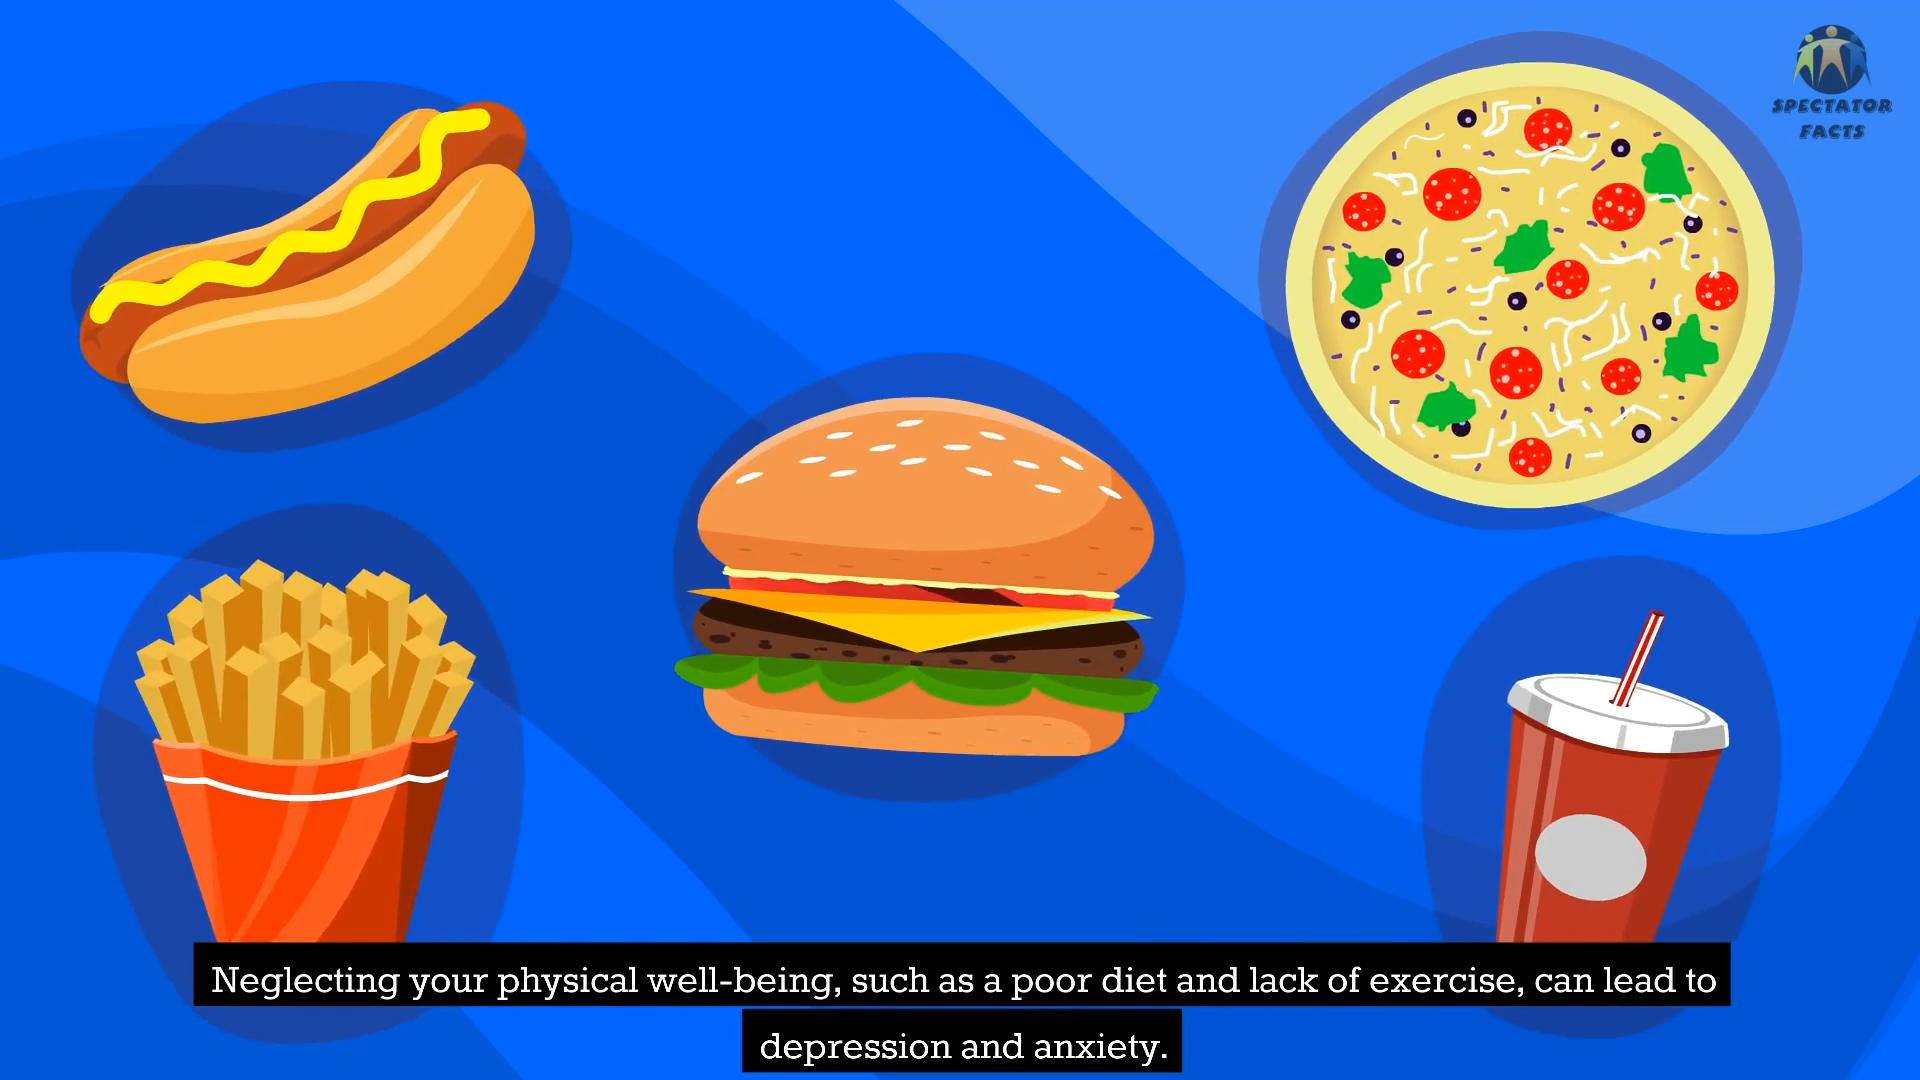 SPECTATOR
FACTS
Neglecting your physical well-being, such as a poor diet and lack of exercise, can lead to
depression and anxiety.